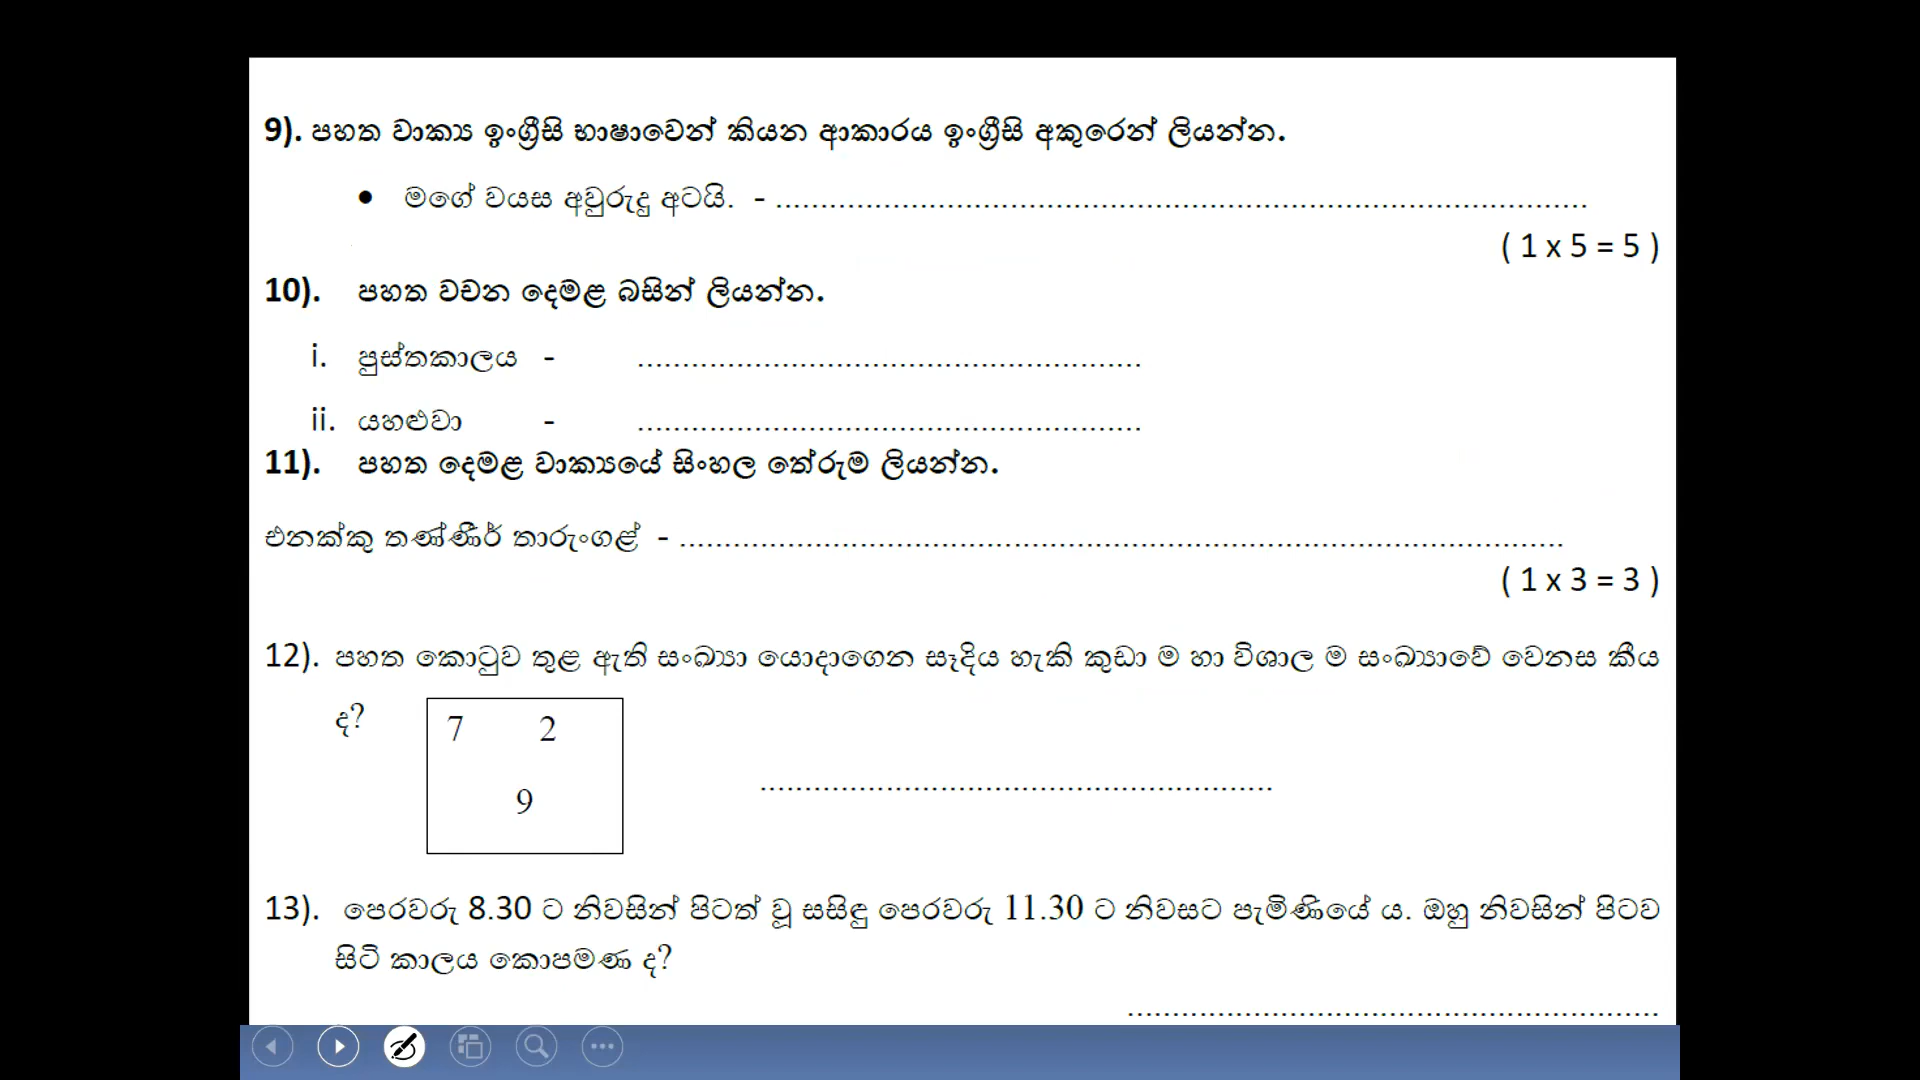 9). පහත වාක්‍ය ඉංග්‍රීසි භාෂාවෙන් කියන ආකාරය ඉංග්‍රීසි අකුරෙන් ලියන්න.
• මගේ වයස අවුරුදු අටයි. - ..........................................................................................
( 1 x 5 = 5 )
10). පහත වචන දෙමළ බසින් ලියන්න.
i. පුස්තකාලය - ........................................................
ii. යහළුවා - ........................................................
11). පහත දෙමළ වාක්‍යයේ සිංහල තේරුම ලියන්න.
එනක්කු තණ්ණීර් තාරුංගළ් - ..................................................................................................
( 1 x 3 = 3 )
12). පහත කොටුව තුළ ඇති සංඛ්‍යා යොදාගෙන සෑදිය හැකි කුඩා ම හා විශාල ම සංඛ්‍යාවේ වෙනස කීය
ද?
7 2
9
.........................................................
13). පෙරවරු 8.30 ට නිවසින් පිටත් වූ සසිඳු පෙරවරු 11.30 ට නිවසට පැමිණියේ ය. ඔහු නිවසින් පිටව
සිටි කාලය කොපමණ ද?
...........................................................